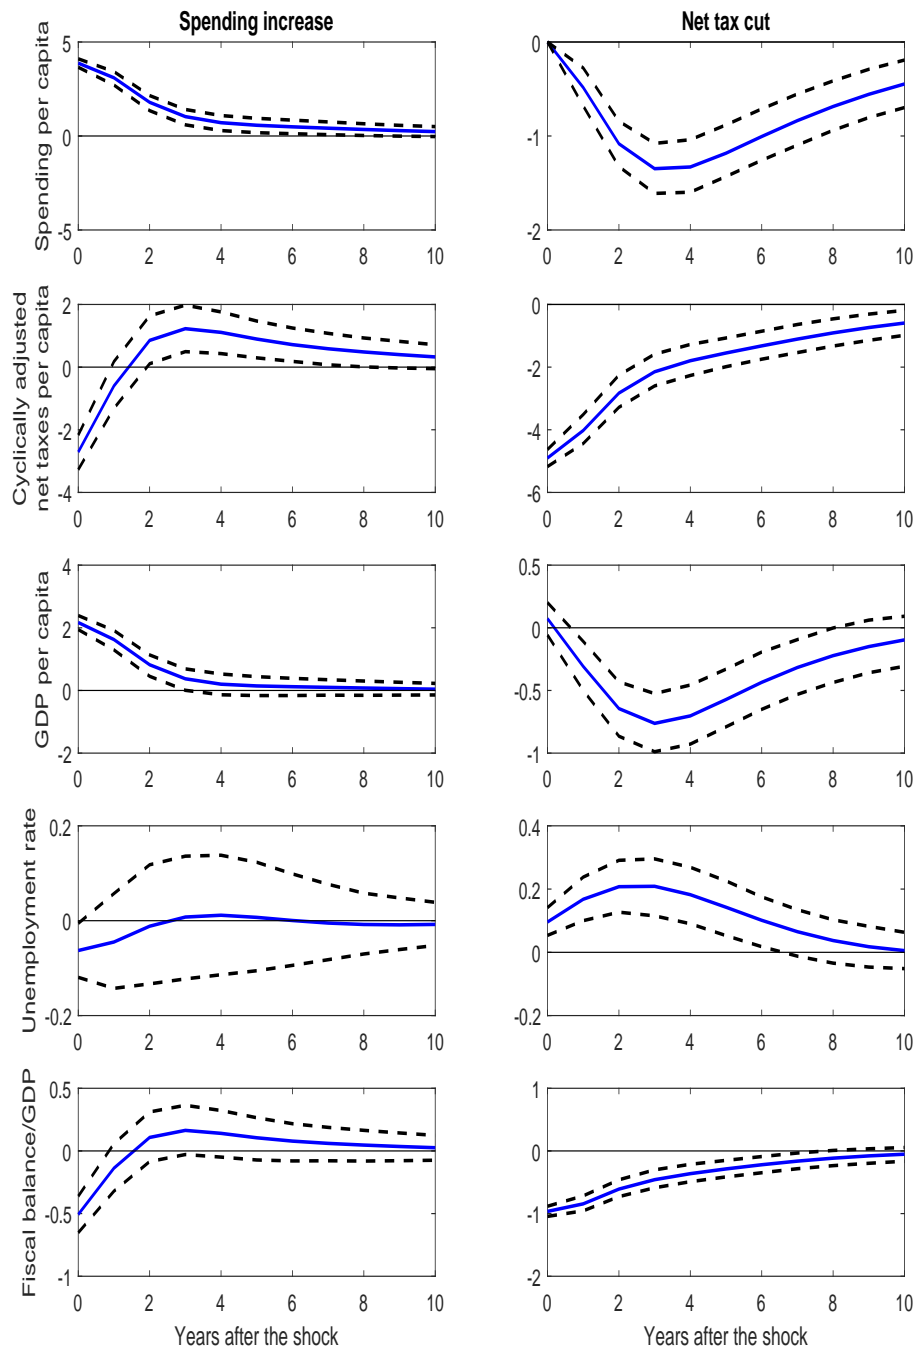 Spending increase
Net tax cut
Spending per capita
5
0
-5
0 2 4 6 8 10
0
-1
-2
0 2 4 6 8 10
Cyclically adjusted
net taxes per capita
2
0
-2
-4
0 2 4 6 8 10
0
-2
-4
-6
0 2 4 6 8 10
GDP per capita
4
2
0
-2
0 2 4 6 8 10
0.5
0
-0.5
-1
0 2 4 6 8 10
Unemployment rate
0.2
0
-0.2
0 2 4 6 8 10
0.4
0.2
0
-0.2
0 2 4 6 8 10
Fiscal balance/GDP
0.5
0
-0.5
-1
0 2 4 6 8 10
Years after the shock
1
0
-1
-2
0 2 4 6 8 10
Years after the shock